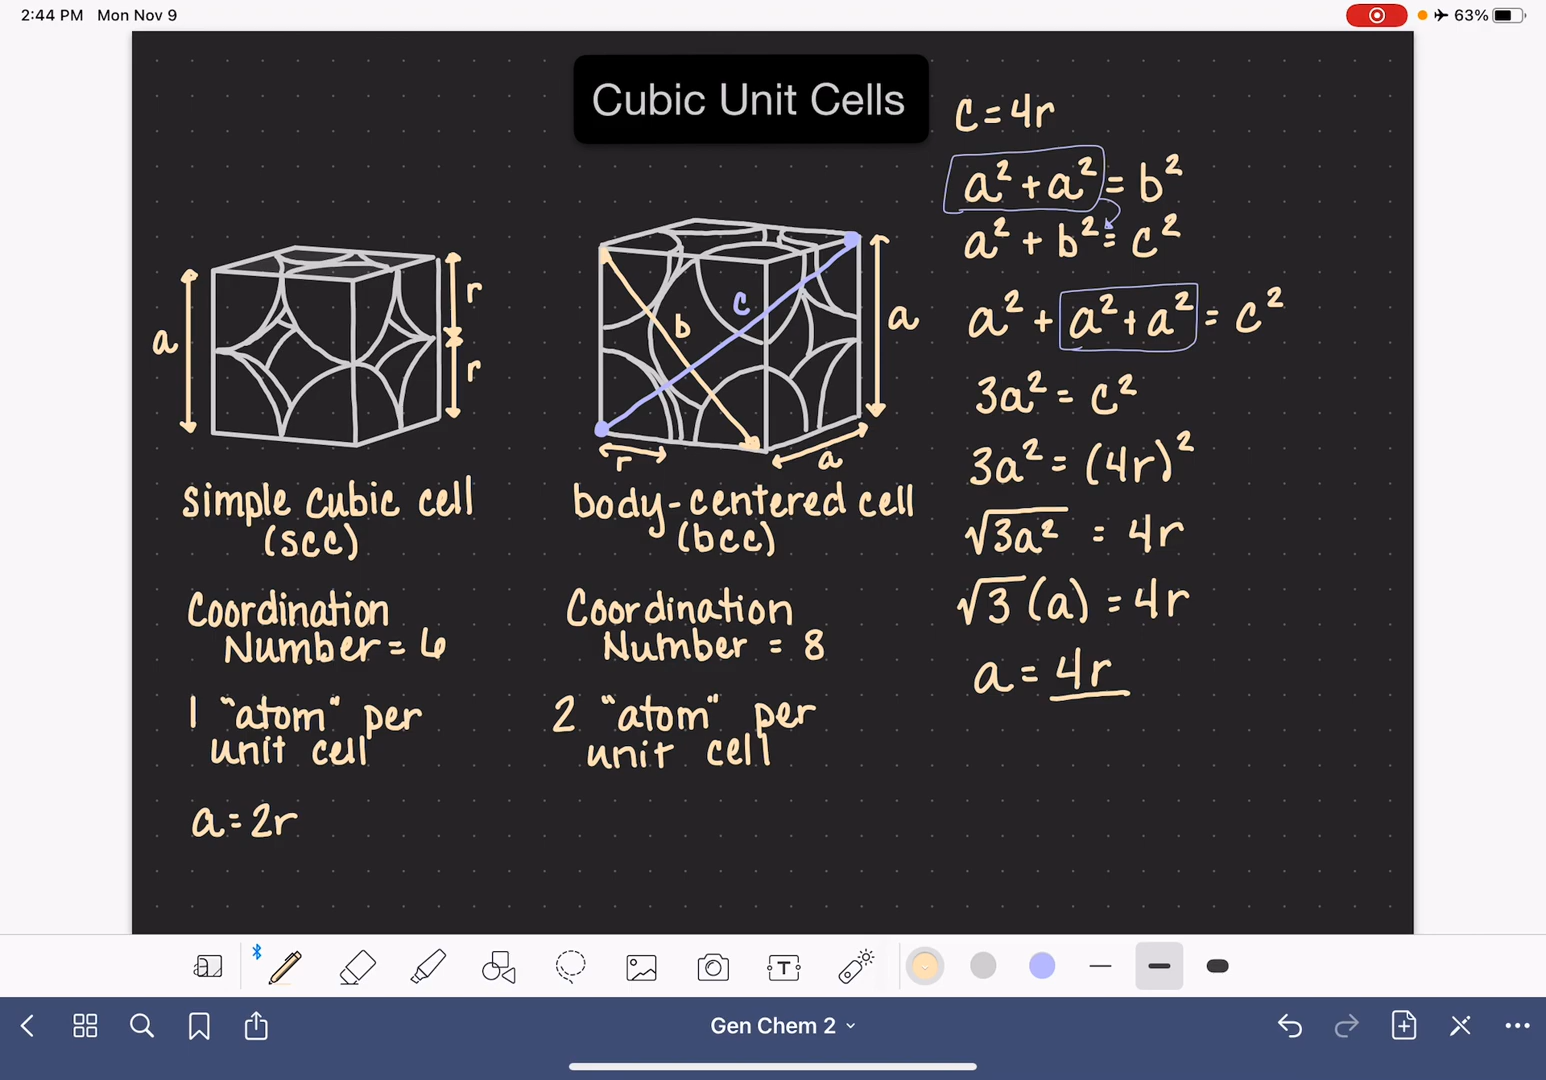 2:44 PM Mon Nov 9
63%
Cubic Unit Cells
a
r
r
simple cubic cell
(scc)
Coordination
Number = 6
1 "atom" per
unit cell
a = 2r
b
c
a
r
a
body-centered cell
(bcc)
Coordination
Number = 8
2 "atom" per
unit cell
c = 4r
a² + a² = b²
a² + b² = c²
a² + a² + a² = c²
3a² = c²
3a² = (4r)²
√3a² = 4r
√3 (a) = 4r
a = 4r
T
Gen Chem 2